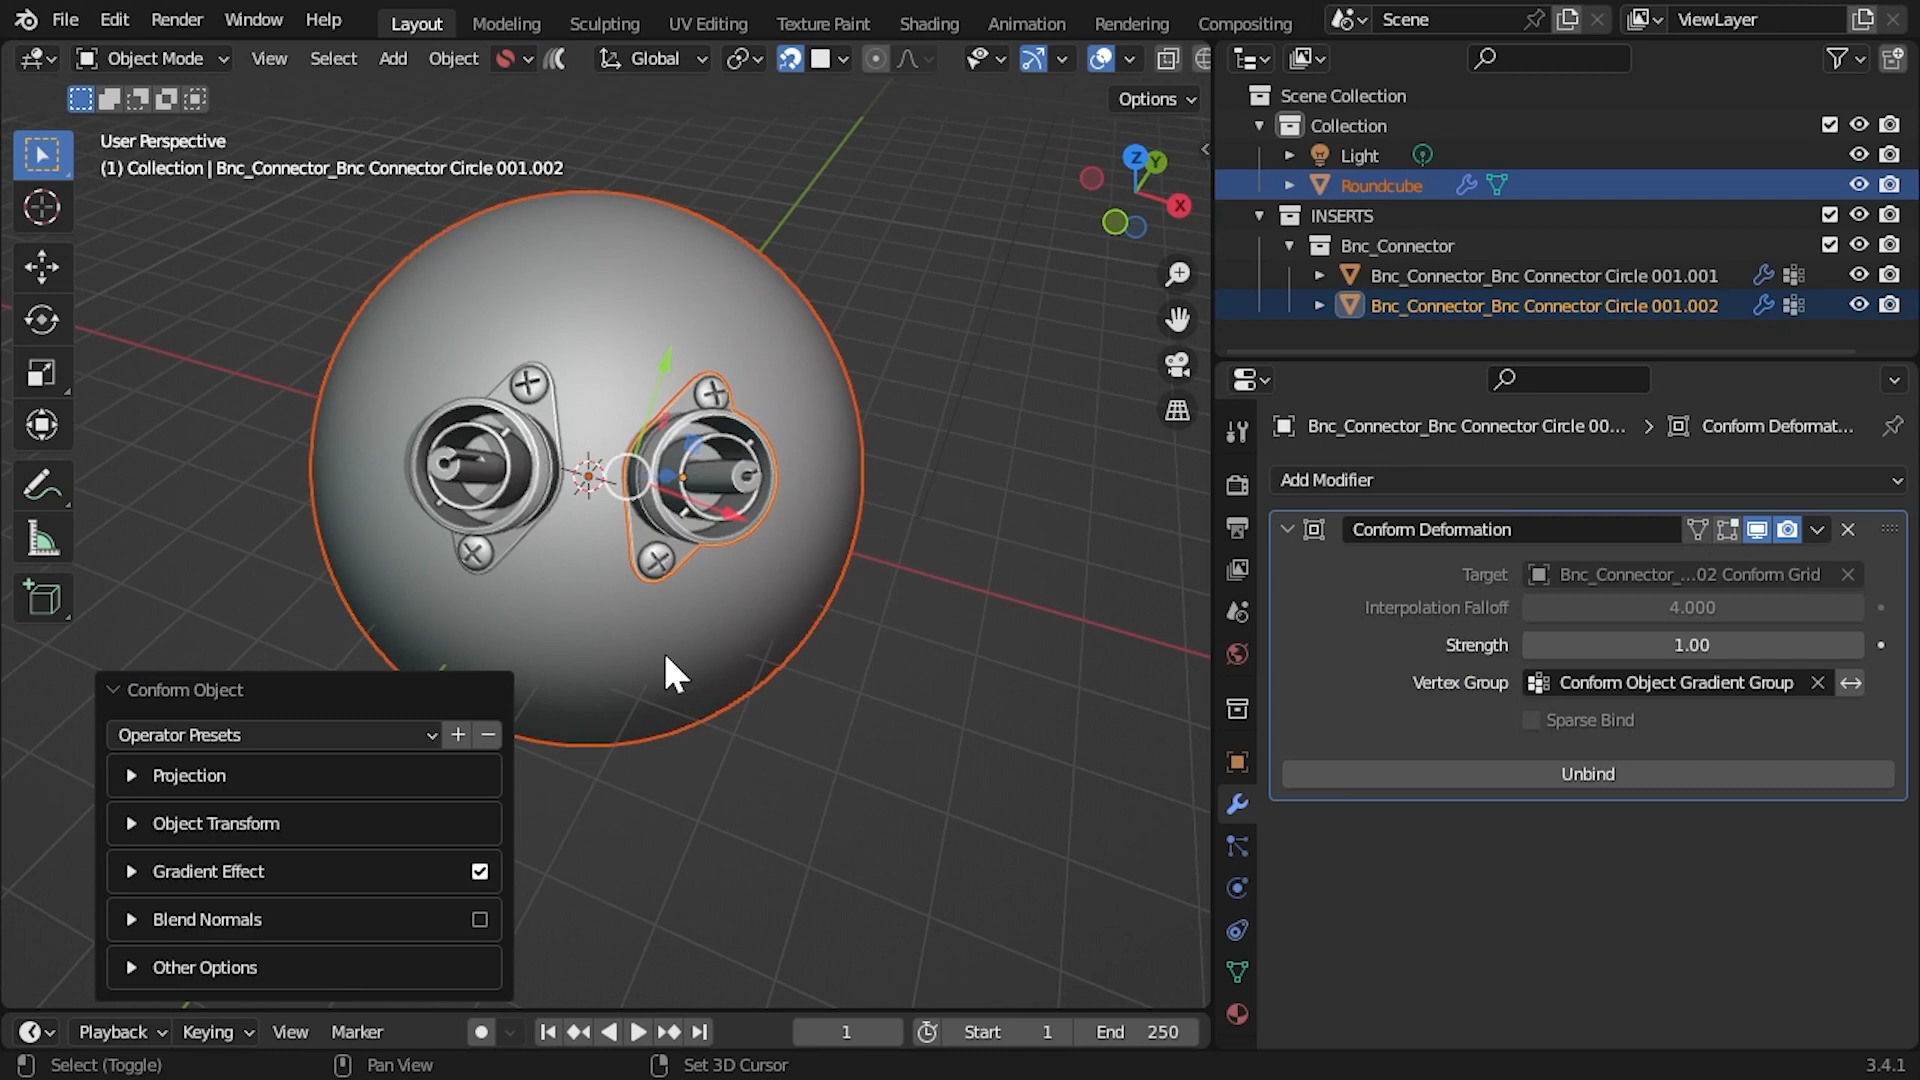 File Edit Render Window Help
Layout Modeling Sculpting UV Editing Texture Paint Shading Animation Rendering Compositing
Scene
ViewLayer
Object Mode View Select Add Object
Global
Options
User Perspective
(1) Collection | Bnc_Connector_Bnc Connector Circle 001.002
Z
Y
X
Scene Collection
Collection
Light
Roundcube
INSERTS
Bnc_Connector
Bnc_Connector_Bnc Connector Circle 001.001
Bnc_Connector_Bnc Connector Circle 001.002
Bnc_Connector_Bnc Connector Circle 00... Conform Deformat...
Add Modifier
Conform Deformation
Target Bnc_Connector_...02 Conform Grid
Interpolation Falloff 4.000
Strength 1.00
Vertex Group Conform Object Gradient Group
Sparse Bind
Unbind
Conform Object
Operator Presets
Projection
Object Transform
Gradient Effect
Blend Normals
Other Options
Playback Keying View Marker
1
Start 1 End 250
Select (Toggle) Pan View Set 3D Cursor
3.4.1